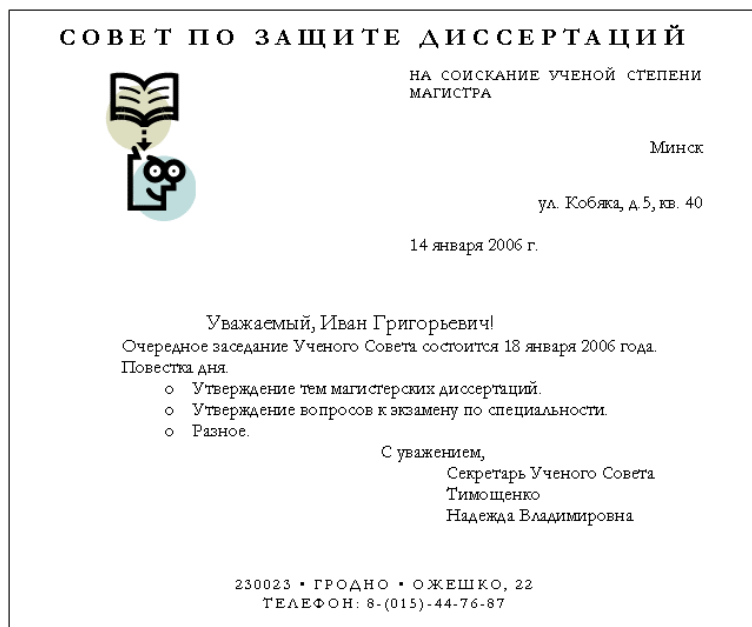 СОВЕТ ПО ЗАЩИТЕ ДИССЕРТАЦИЙ
НА СОИСКАНИЕ УЧЕНОЙ СТЕПЕНИ
МАГИСТРА
Минск
ул. Кобяка, д.5, кв. 40
14 января 2006 г.
Уважаемый, Иван Григорьевич!
Очередное заседание Ученого Совета состоится 18 января 2006 года.
Повестка дня.
o Утверждение тем магистерских диссертаций.
o Утверждение вопросов к экзамену по специальности.
o Разное.
С уважением,
Секретарь Ученого Совета
Тимощенко
Надежда Владимировна
230023 • ГРОДНО • ОЖЕШКО, 22
ТЕЛЕФОН: 8-(015)-44-76-87